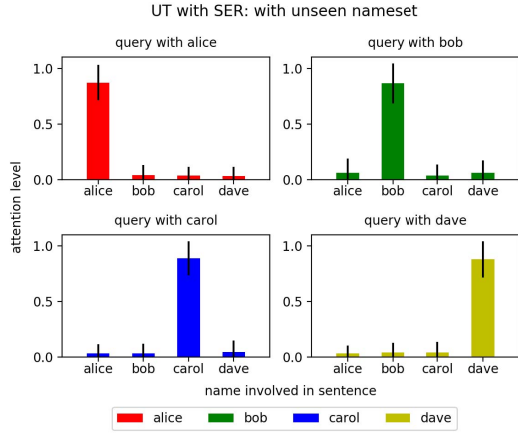 UT with SER: with unseen nameset
query with alice
query with bob
1.0
0.5
0.0
alice bob carol dave
1.0
0.5
0.0
alice bob carol dave
attention level
query with carol
query with dave
1.0
0.5
0.0
alice bob carol dave
1.0
0.5
0.0
alice bob carol dave
name involved in sentence
alice bob carol dave